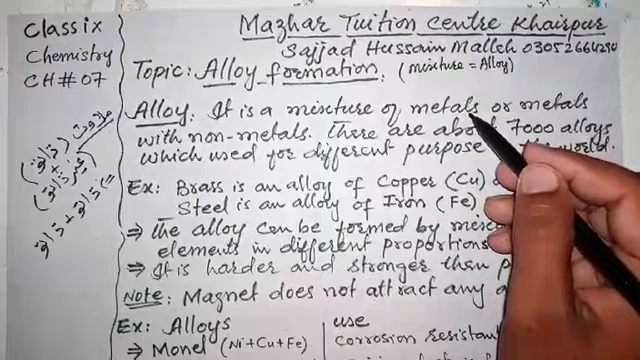 Class ix
Chemistry
CH#07
Mazhar Tuition Centre Khairpur
Sajjad Hussain Malleh
Topic: Alloy formation. (mixture = Alloy)
Alloy: It is a mixture of metals or metals
with non-metals. There are about 7000 alloys
which used for different purpose world.
Ex: Brass is an alloy of Copper (Cu)
Steel is an alloy of Iron (Fe)
⇒ The alloy can be formed by
elements in different proportions
⇒ It is harder and stronger than
Note: Magnet does not attract any
Ex: Alloys use
⇒ Monel (Ni+Cu+Fe) corrosion resistant
ملاوٹ